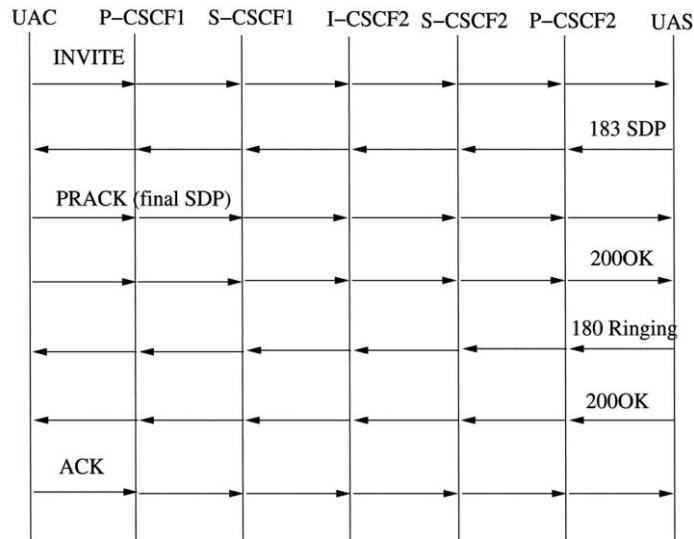 UAC P–CSCF1 S–CSCF1 I–CSCF2 S–CSCF2 P–CSCF2 UAS
INVITE
183 SDP
PRACK (final SDP)
200OK
180 Ringing
200OK
ACK